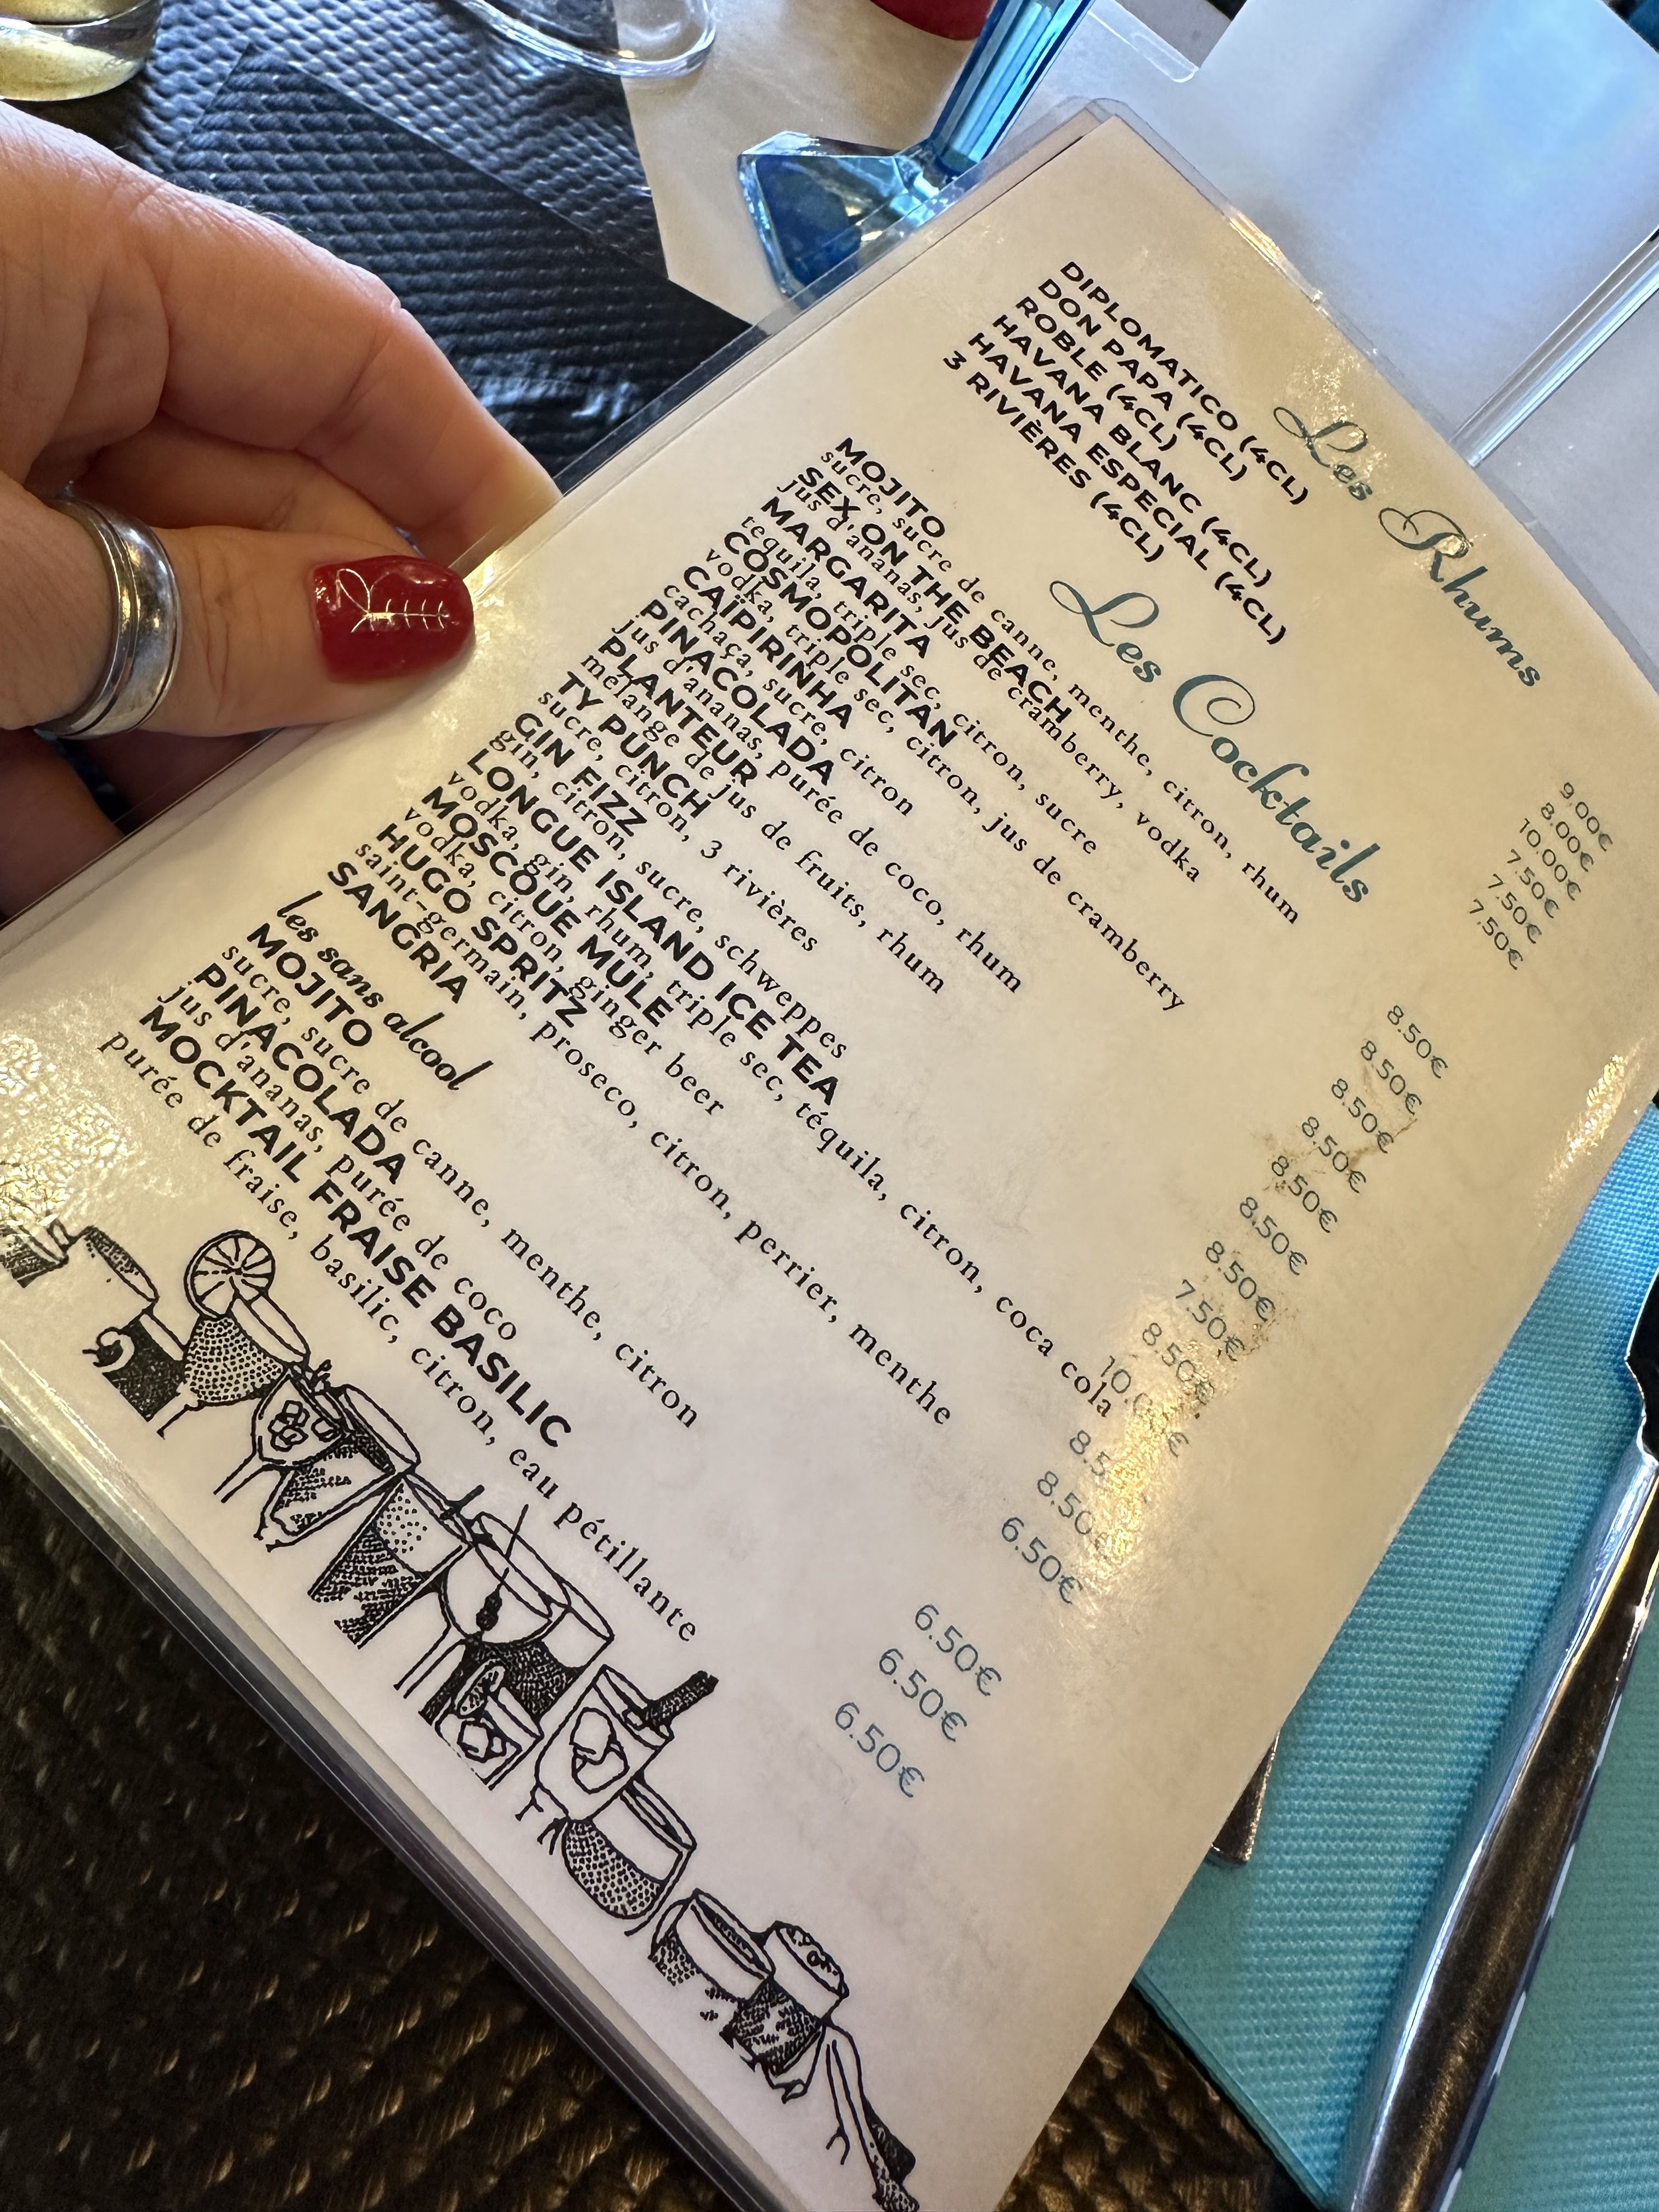 Les Rhums
DIPLOMATICO (4CL) 9.00€
DON PAPA (4CL) 8.00€
ROBLE (4CL) 10.00€
HAVANA BLANC (4CL) 7.50€
HAVANA ESPECIAL (4CL) 7.50€
3 RIVIÈRES (4CL) 7.50€
Les Cocktails
MOJITO 8.50€
sucre, sucre de canne, menthe, citron, rhum
SEX ON THE BEACH 8.50€
jus d'ananas, jus de cramberry, vodka
MARGARITA 8.50€
tequila, triple sec, citron, sucre
COSMOPOLITAN 8.50€
vodka, triple sec, citron, jus de cramberry
CAÏPIRINHA 8.50€
cachaça, sucre, citron
PINACOLADA 8.50€
jus d'ananas, purée de coco, rhum
PLANTEUR 8.50€
mélange de jus de fruits, rhum
TY PUNCH 7.50€
sucre, citron, 3 rivières
GIN FIZZ 8.50€
gin, citron, sucre, schweppes
LONGUE ISLAND ICE TEA
vodka, gin, rhum, triple sec, téquila, citron, coca cola
MOSCOUE MULE
vodka, citron, ginger beer
HUGO SPRITZ 8.50€
saint-germain, proseco, citron, perrier, menthe
SANGRIA 6.50€
les sans alcool
MOJITO 6.50€
sucre, sucre de canne, menthe, citron
PINACOLADA 6.50€
jus d'ananas, purée de coco
MOCKTAIL FRAISE BASILIC 6.50€
purée de fraise, basilic, citron, eau pétillante